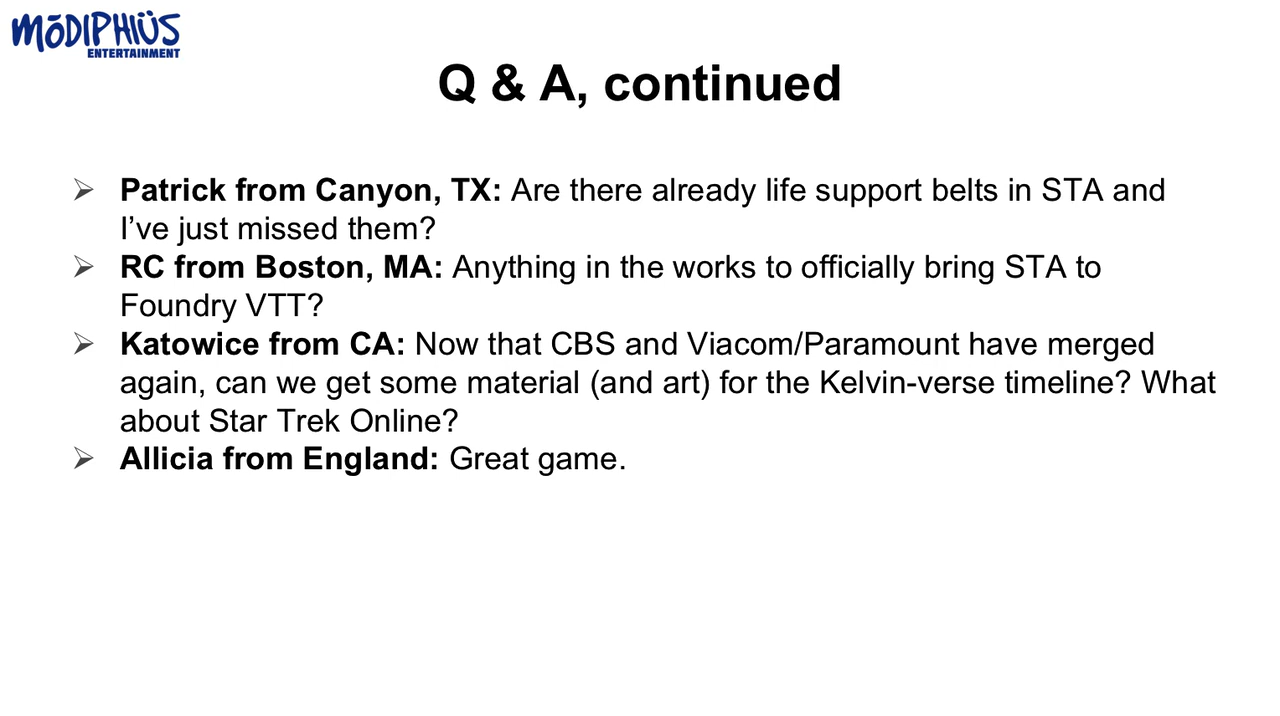 MōDIPHIÜS
ENTERTAINMENT
Q & A, continued
➢ Patrick from Canyon, TX: Are there already life support belts in STA and
I’ve just missed them?
➢ RC from Boston, MA: Anything in the works to officially bring STA to
Foundry VTT?
➢ Katowice from CA: Now that CBS and Viacom/Paramount have merged
again, can we get some material (and art) for the Kelvin-verse timeline? What
about Star Trek Online?
➢ Allicia from England: Great game.